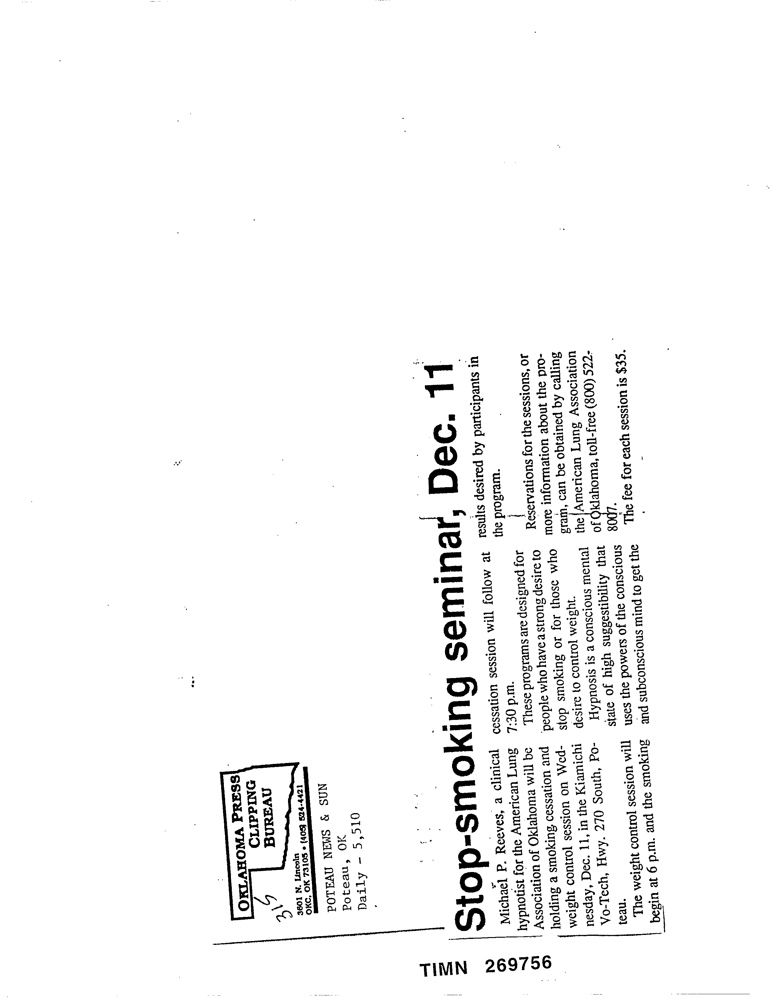 OKLAHOMA PRESS
CLIPPING
BUREAU
315
3601 N. Lincoln
OKC, OK 73105 • (405) 524-4421
POTEAU NEWS & SUN
Poteau, OK
Daily - 5,510
Stop-smoking seminar, Dec. 11
Michael P. Reeves, a clinical
hypnotist for the American Lung
Association of Oklahoma will be
holding a smoking cessation and
weight control session on Wed-
nesday, Dec. 11, in the Kiamichi
Vo-Tech, Hwy. 270 South, Po-
teau.
The weight control session will
begin at 6 p.m. and the smoking
cessation session will follow at
7:30 p.m.
These programs are designed for
people who have a strong desire to
stop smoking or for those who
desire to control weight.
Hypnosis is a conscious mental
state of high suggestibility that
uses the powers of the conscious
and subconscious mind to get the
results desired by participants in
the program.
Reservations for the sessions, or
more information about the pro-
gram, can be obtained by calling
the American Lung Association
of Oklahoma, toll-free (800) 522-
8007.
The fee for each session is $35.
TIMN 269756